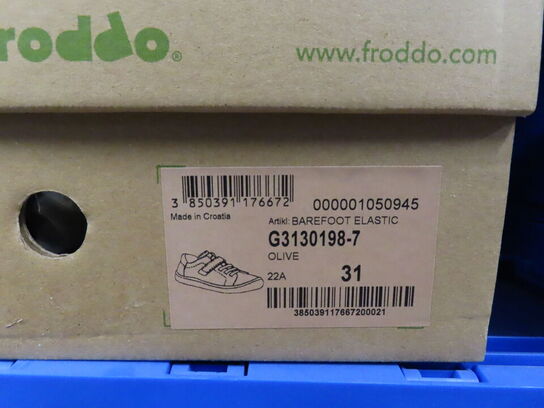 froddo®
www.froddo.com
3 850391 176672
000001050945
Made in Croatia
Artikl: BAREFOOT ELASTIC
G3130198-7
OLIVE
22A 31
385039117667200021